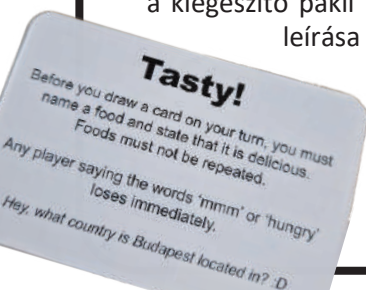 a kiegészítő pakli
leírása
Tasty!
Before you draw a card on your turn, you must
name a food and state that it is delicious.
Foods must not be repeated.
Any player saying the words 'mmm' or 'hungry'
loses immediately.
Hey, what country is Budapest located in? :D